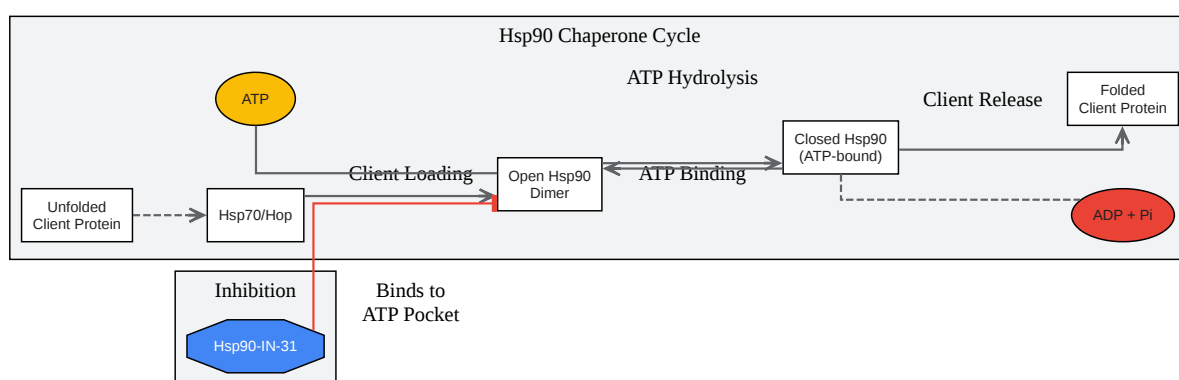 Hsp90 Chaperone Cycle
ATP Hydrolysis
ATP
Client Release
Folded
Client Protein
Closed Hsp90
(ATP-bound)
Client Loading
Open Hsp90
Dimer
ATP Binding
Unfolded
Client Protein
Hsp70/Hop
ADP + Pi
Inhibition
Binds to
ATP Pocket
Hsp90-IN-31